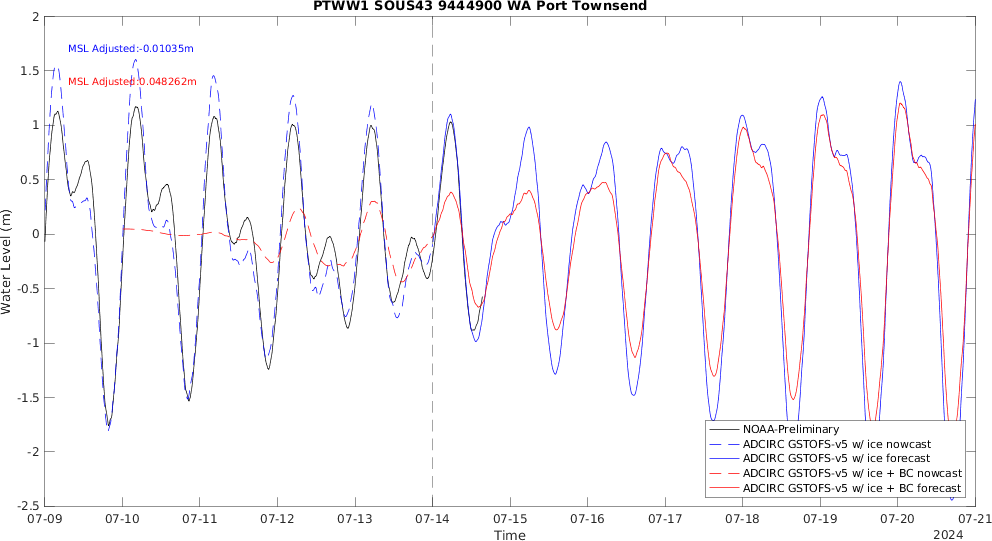 PTWW1 SOUS43 9444900 WA Port Townsend
MSL Adjusted:-0.01035m
MSL Adjusted:0.048262m
Water Level (m)
2
1.5
1
0.5
0
-0.5
-1
-1.5
-2
-2.5
NOAA-Preliminary
ADCIRC GSTOFS-v5 w/ ice nowcast
ADCIRC GSTOFS-v5 w/ ice forecast
ADCIRC GSTOFS-v5 w/ ice + BC nowcast
ADCIRC GSTOFS-v5 w/ ice + BC forecast
07-09 07-10 07-11 07-12 07-13 07-14 07-15 07-16 07-17 07-18 07-19 07-20 07-21
Time
2024